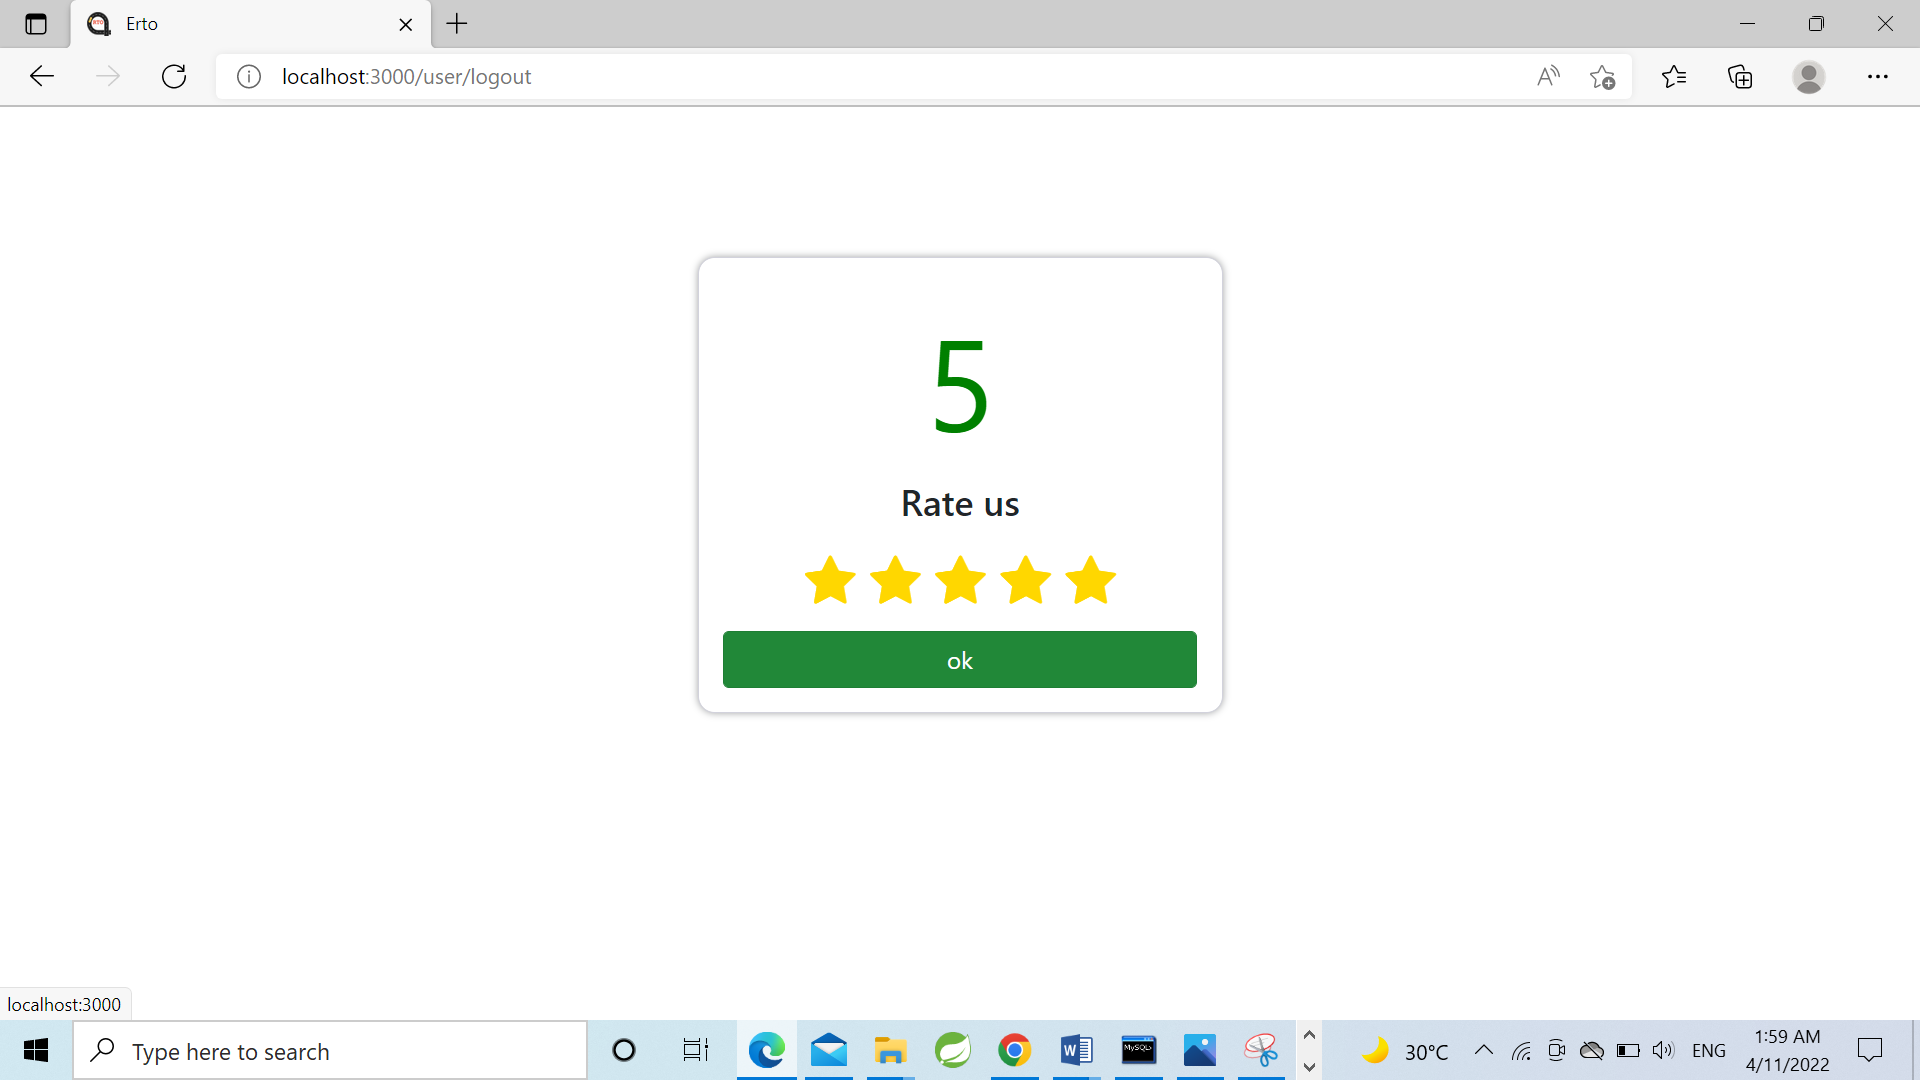 Erto
localhost:3000/user/logout
5
Rate us
ok
localhost:3000
Type here to search
MySQL
30°C
ENG
1:59 AM
4/11/2022